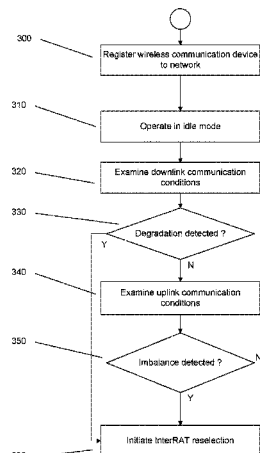 300
Register wireless communication device
to network
310
Operate in idle mode
320
Examine downlink communication
conditions
330
Degradation detected ?
Y
N
340
Examine uplink communication
conditions
350
Imbalance detected ?
N
Y
Initiate InterRAT reselection